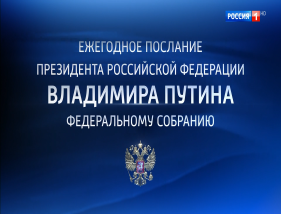 РОССИЯ 1 HD
ЕЖЕГОДНОЕ ПОСЛАНИЕ
ПРЕЗИДЕНТА РОССИЙСКОЙ ФЕДЕРАЦИИ
ВЛАДИМИРА ПУТИНА
ФЕДЕРАЛЬНОМУ СОБРАНИЮ